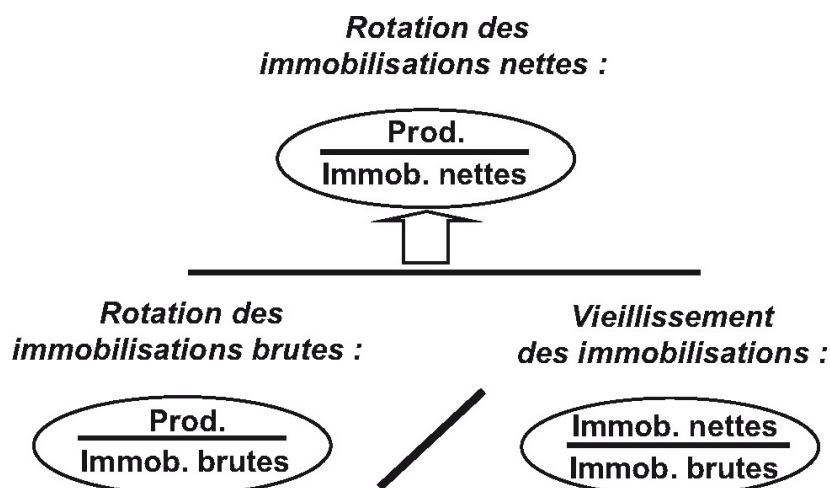 Rotation des
immobilisations nettes :
Prod.
Immob. nettes
Rotation des
immobilisations brutes :
Prod.
Immob. brutes
Vieillissement
des immobilisations :
Immob. nettes
Immob. brutes